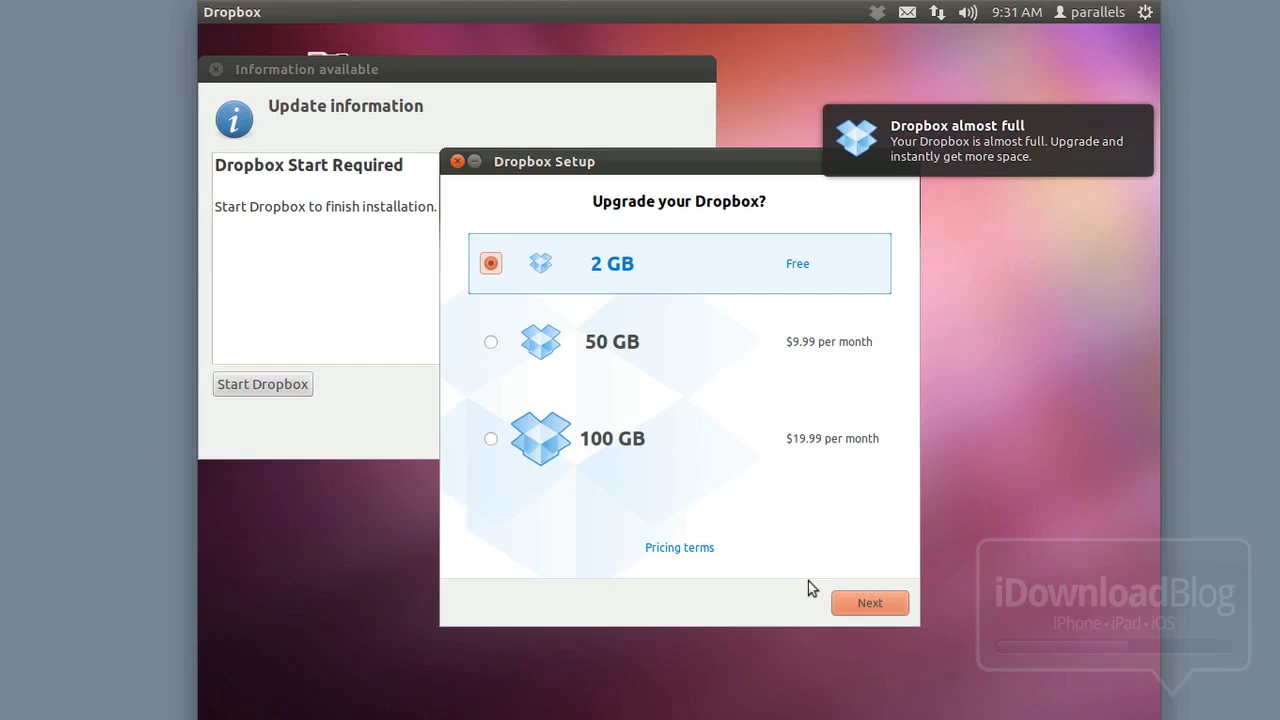 Dropbox
9:31 AM parallels
Information available
Update information
Dropbox Start Required
Start Dropbox to finish installation.
Start Dropbox
Dropbox almost full
Your Dropbox is almost full. Upgrade and
instantly get more space.
Dropbox Setup
Upgrade your Dropbox?
2 GB Free
50 GB $9.99 per month
100 GB $19.99 per month
Pricing terms
Next
iDownloadBlog
iPhone • iPad • iOS